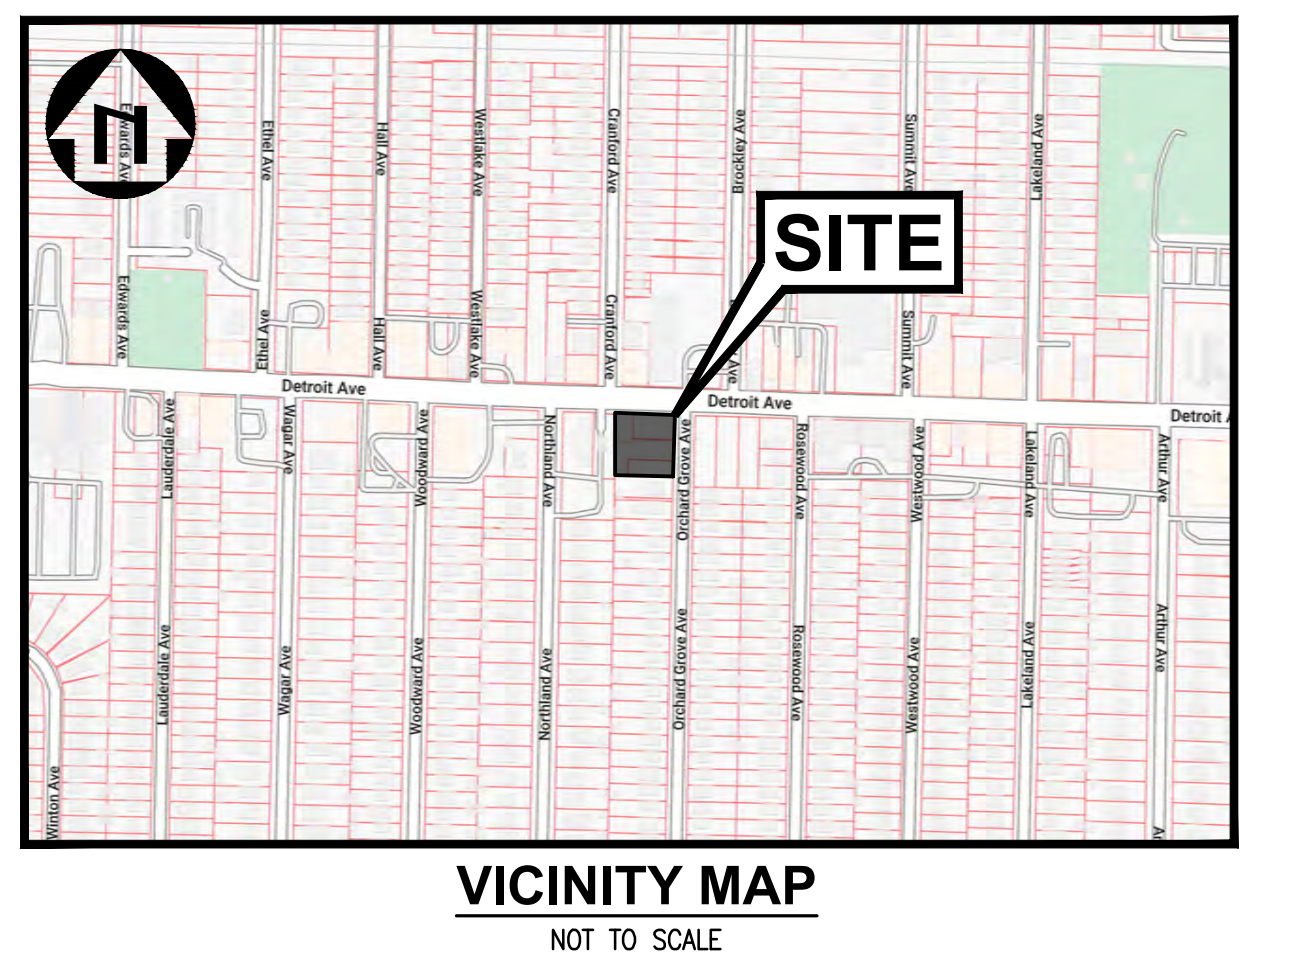 N
Edwards Av
Ethel Ave
Hall Ave
Westlake Ave
Cranford Ave
Brockley Ave
Summit Ave
Lakeland Ave
SITE
Edwards Ave
Ethel Ave
Hall Ave
Westlake Ave
Cranford Ave
Ave
Summit Ave
Detroit Ave
Detroit Ave
Detroit A
Lauderdale Ave
Wagar Ave
Woodward Ave
Northland Ave
Orchard Grove Ave
Rosewood Ave
Westwood Ave
Lakeland Ave
Arthur Ave
Lauderdale Ave
Wagar Ave
Woodward Ave
Northland Ave
Orchard Grove Ave
Rosewood Ave
Westwood Ave
Lakeland Ave
Arthur Ave
Winton Ave
Ar
VICINITY MAP
NOT TO SCALE